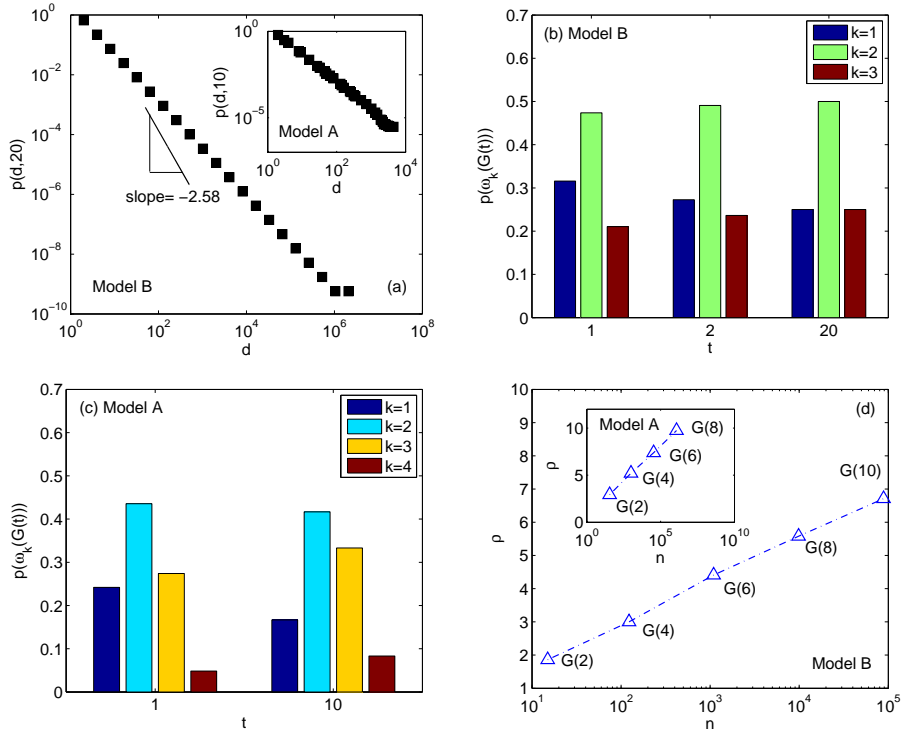 10^0
10^-2
10^-4
10^-6
10^-8
10^-10
p(d,20)
10^0 10^2 10^4 10^6 10^8
d
slope= −2.58
Model B
(a)
10^0
10^-5
p(d,10)
Model A
10^0 10^2 10^4
d
(b) Model B
k=1
k=2
k=3
0.7
0.6
0.5
0.4
0.3
0.2
0.1
0
p(ω_k(G(t)))
1 2 20
t
(c) Model A
k=1
k=2
k=3
k=4
0.7
0.6
0.5
0.4
0.3
0.2
0.1
0
p(ω_k(G(t)))
1 10
t
(d)
10
9
8
7
6
5
4
3
2
1
ρ
Model A
10
5
0
ρ
G(8)
G(6)
G(4)
G(2)
10^0 10^5 10^10
n
G(10)
G(8)
G(6)
G(4)
G(2)
Model B
10^1 10^2 10^3 10^4 10^5
n